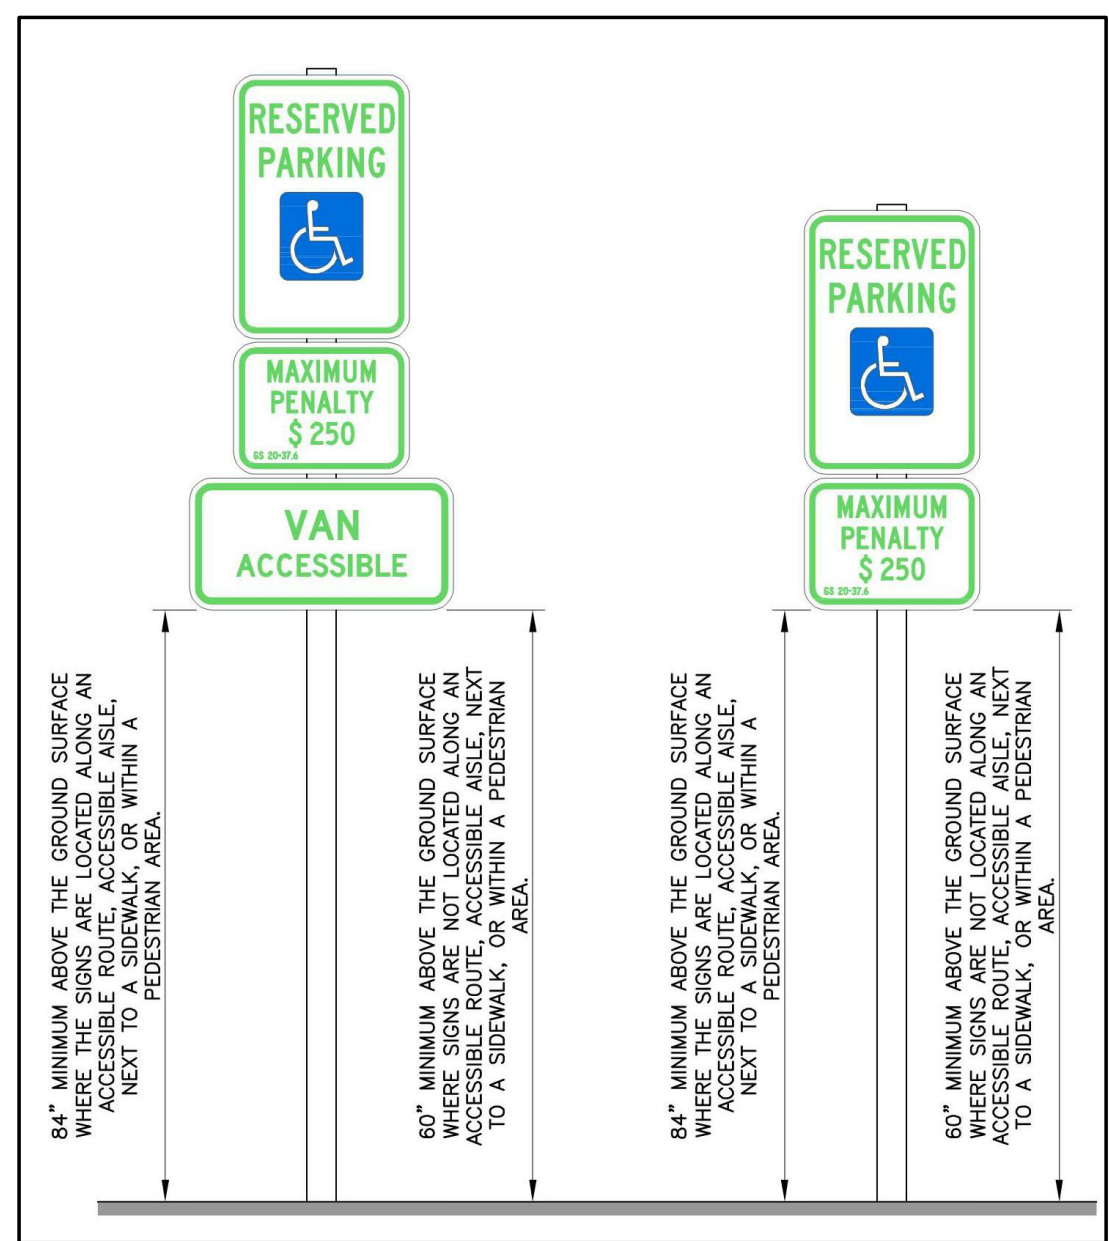 RESERVED
PARKING
MAXIMUM
PENALTY
$ 250
GS 20-37.6
VAN
ACCESSIBLE
RESERVED
PARKING
MAXIMUM
PENALTY
$ 250
GS 20-37.6
84" MINIMUM ABOVE THE GROUND SURFACE
WHERE THE SIGNS ARE LOCATED ALONG AN
ACCESSIBLE ROUTE, ACCESSIBLE AISLE,
NEXT TO A SIDEWALK, OR WITHIN A
PEDESTRIAN AREA.
60" MINIMUM ABOVE THE GROUND SURFACE
WHERE SIGNS ARE NOT LOCATED ALONG AN
ACCESSIBLE ROUTE, ACCESSIBLE AISLE, NEXT
TO A SIDEWALK, OR WITHIN A PEDESTRIAN
AREA.
84" MINIMUM ABOVE THE GROUND SURFACE
WHERE THE SIGNS ARE LOCATED ALONG AN
ACCESSIBLE ROUTE, ACCESSIBLE AISLE,
NEXT TO A SIDEWALK, OR WITHIN A
PEDESTRIAN AREA.
60" MINIMUM ABOVE THE GROUND SURFACE
WHERE SIGNS ARE NOT LOCATED ALONG AN
ACCESSIBLE ROUTE, ACCESSIBLE AISLE, NEXT
TO A SIDEWALK, OR WITHIN A PEDESTRIAN
AREA.